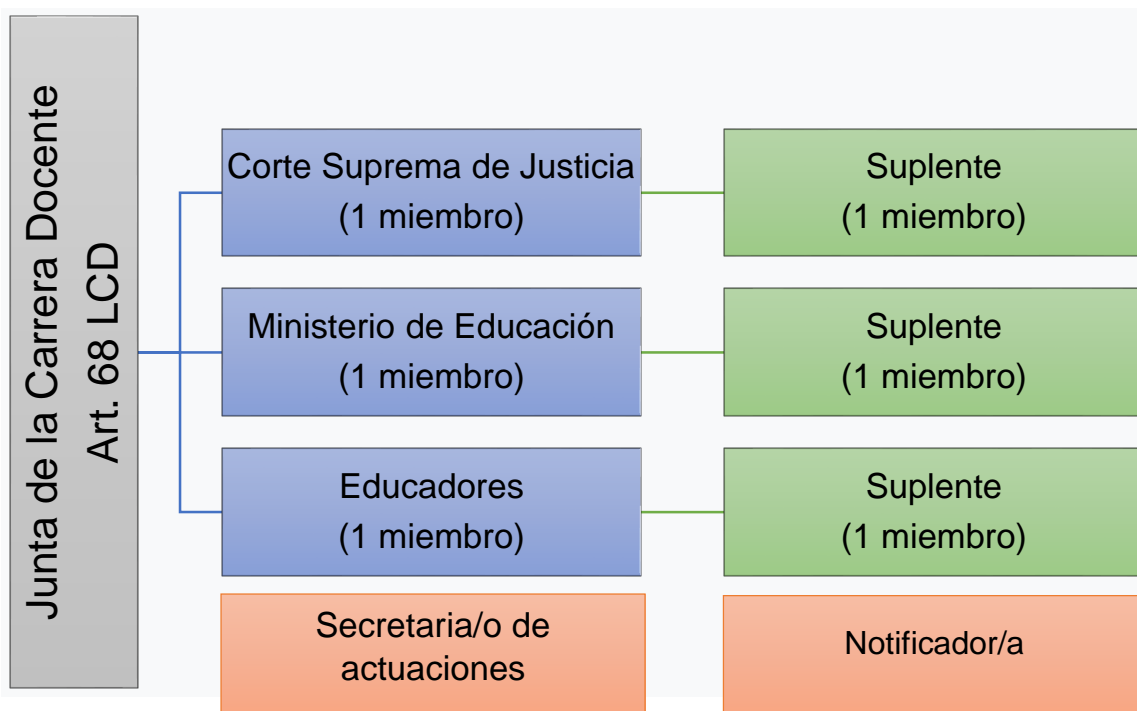 Junta de la Carrera Docente
Art. 68 LCD
Corte Suprema de Justicia
(1 miembro)
Suplente
(1 miembro)
Ministerio de Educación
(1 miembro)
Suplente
(1 miembro)
Educadores
(1 miembro)
Suplente
(1 miembro)
Secretaria/o de
actuaciones
Notificador/a